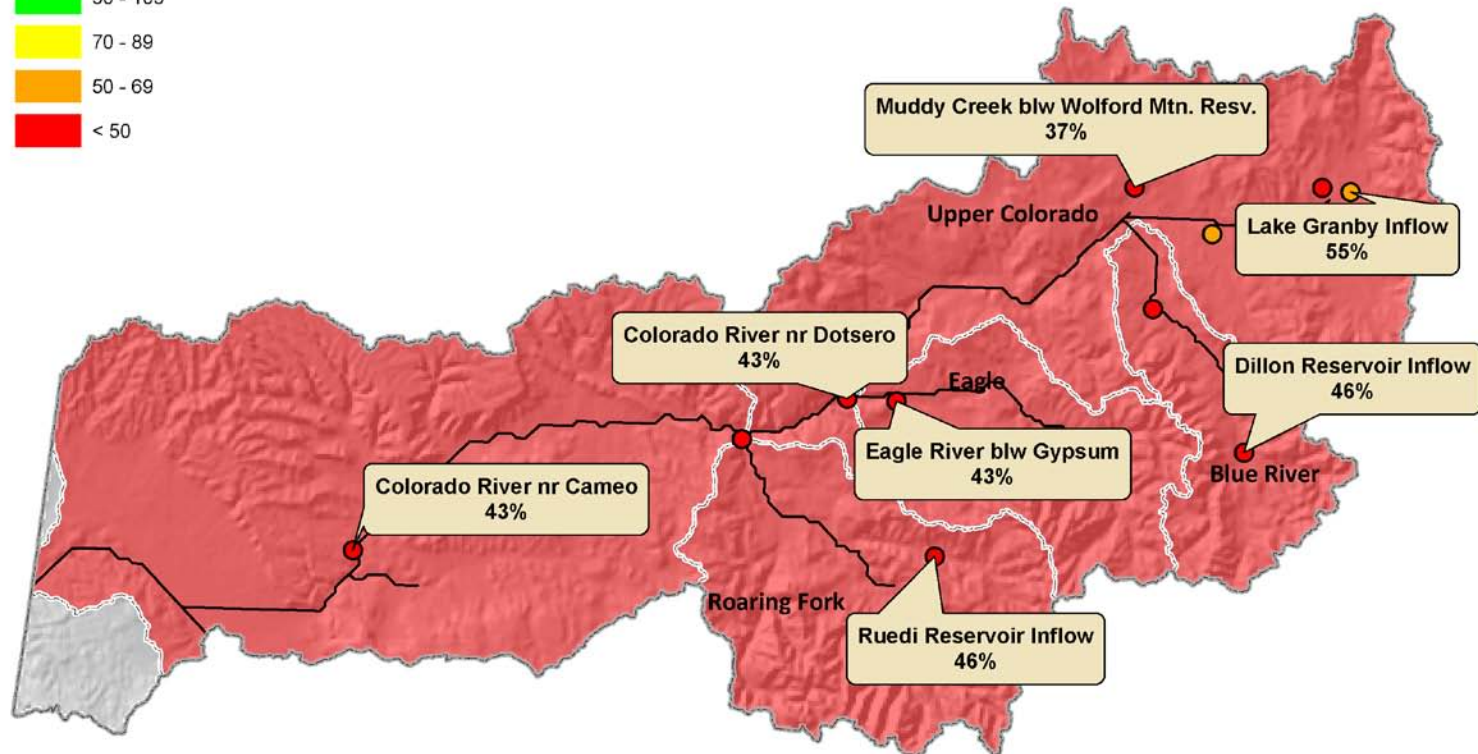 70 - 89
50 - 69
< 50
Muddy Creek blw Wolford Mtn. Resv.
37%
Upper Colorado
Lake Granby Inflow
55%
Colorado River nr Dotsero
43%
Eagle
Dillon Reservoir Inflow
46%
Eagle River blw Gypsum
43%
Blue River
Colorado River nr Cameo
43%
Roaring Fork
Ruedi Reservoir Inflow
46%